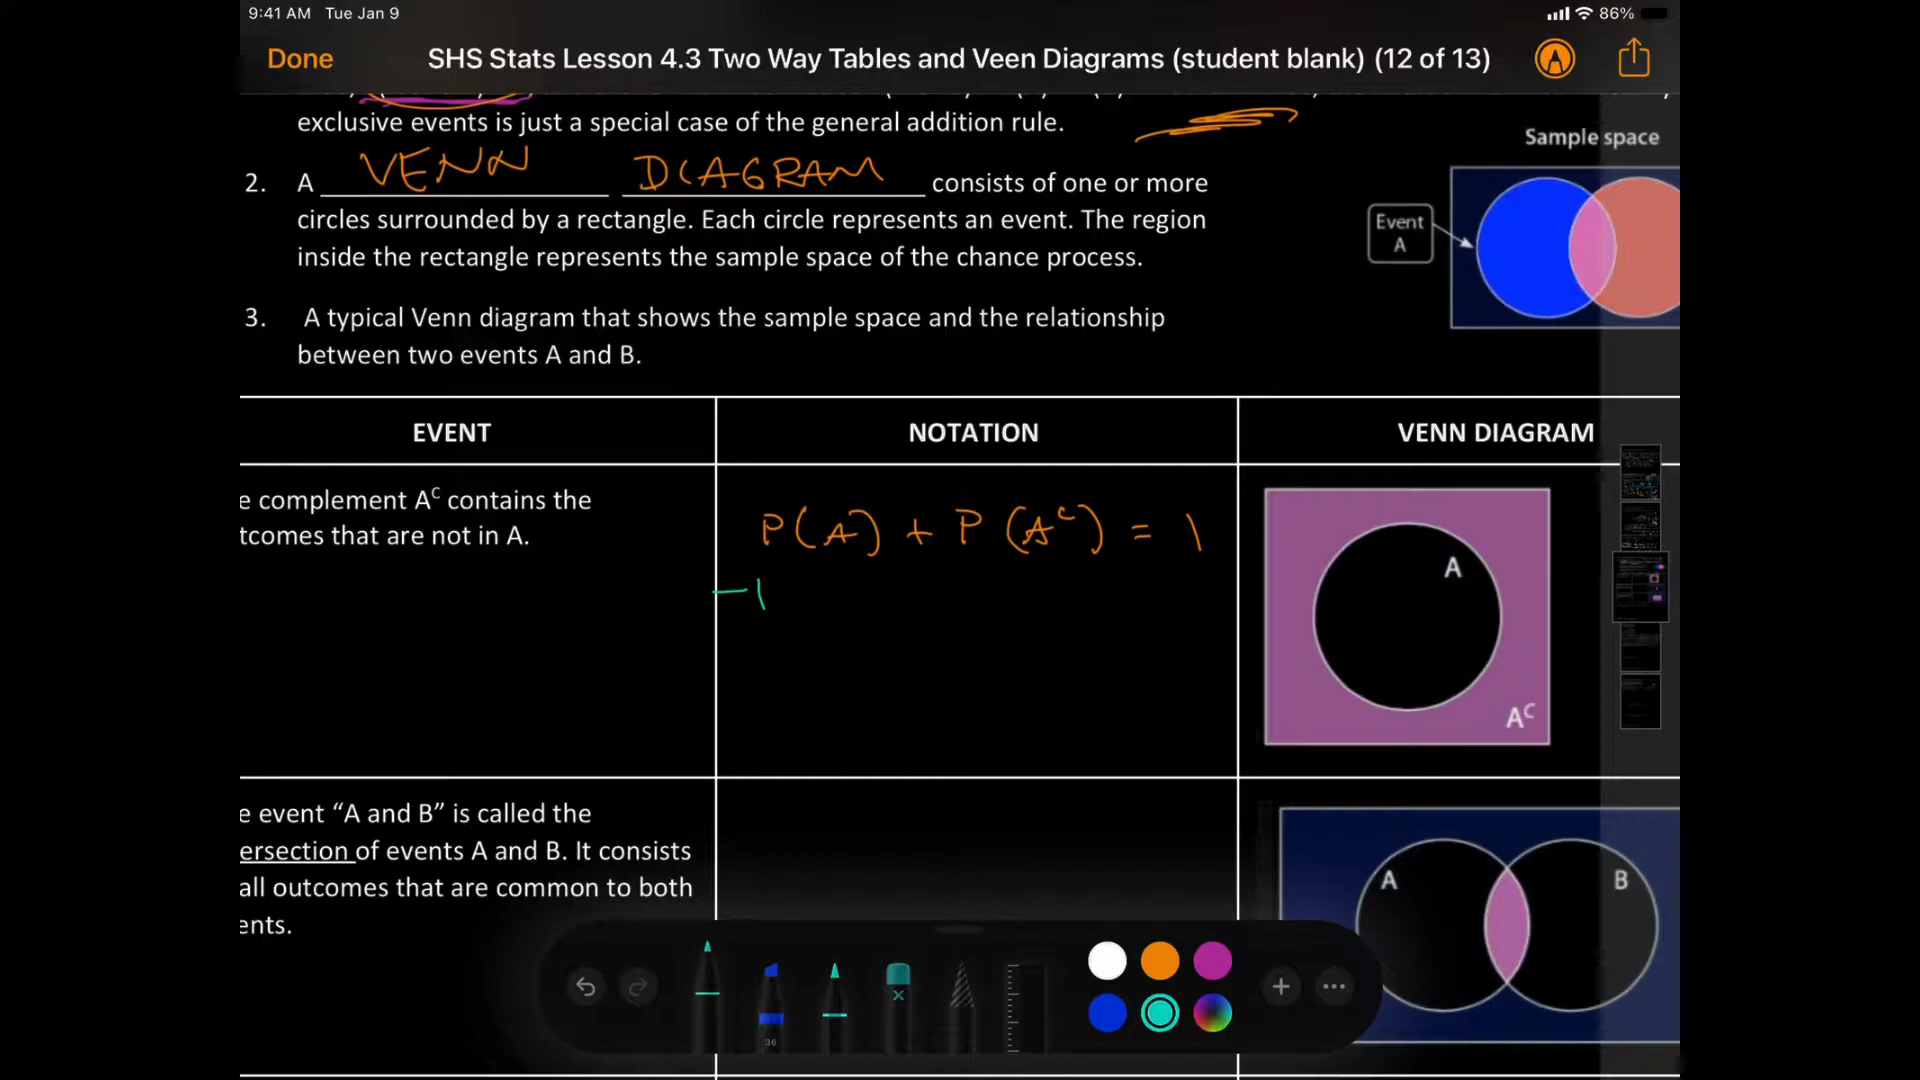 9:41 AM Tue Jan 9
86%
Done
SHS Stats Lesson 4.3 Two Way Tables and Veen Diagrams (student blank) (12 of 13)
exclusive events is just a special case of the general addition rule.
Sample space
2. A VENN DIAGRAM consists of one or more
circles surrounded by a rectangle. Each circle represents an event. The region
inside the rectangle represents the sample space of the chance process.
Event
A
3. A typical Venn diagram that shows the sample space and the relationship
between two events A and B.
EVENT NOTATION VENN DIAGRAM
e complement Aᶜ contains the
tcomes that are not in A.
P(A) + P(Aᶜ) = 1
-1
A
Aᶜ
e event “A and B” is called the
ersection of events A and B. It consists
all outcomes that are common to both
ents.
A B
36